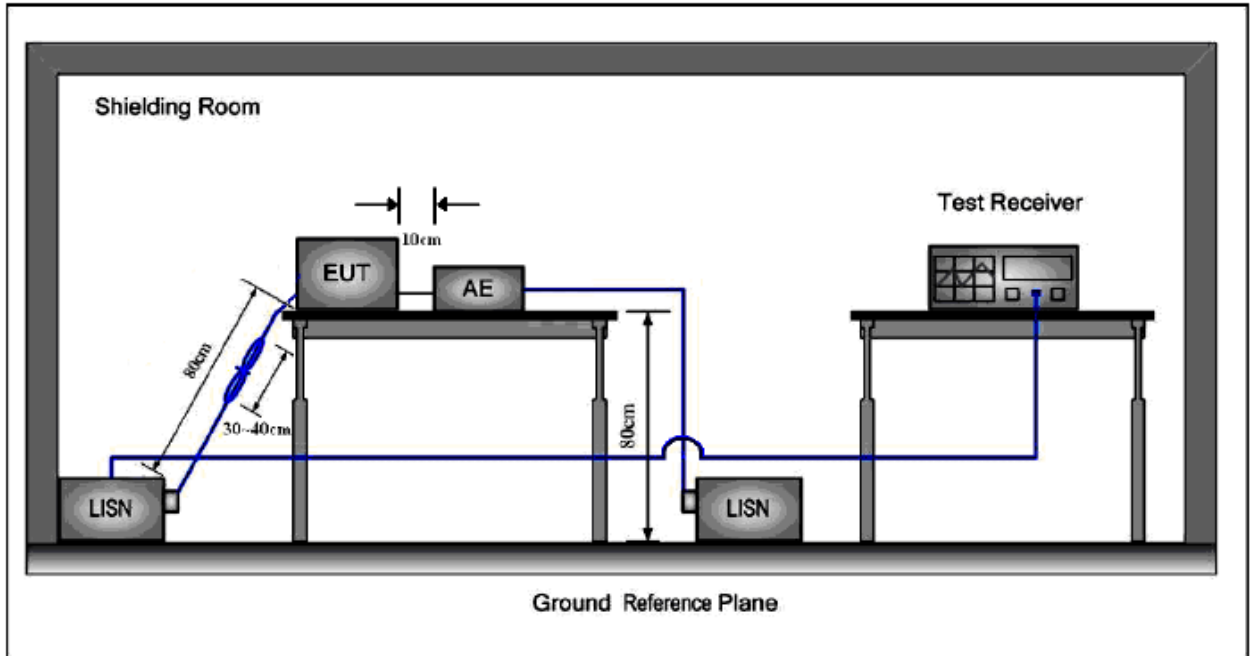 Shielding Room
Test Receiver
10cm
EUT
AE
80cm
30~40cm
80cm
LISN
LISN
Ground Reference Plane